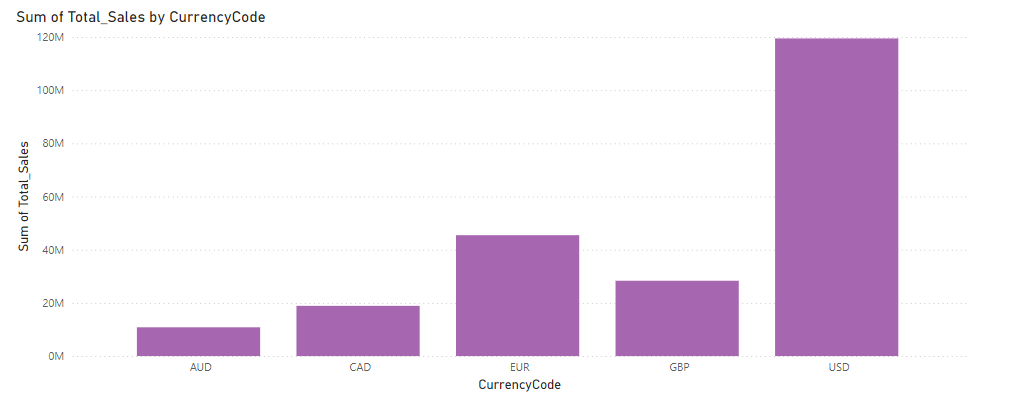 Sum of Total_Sales by CurrencyCode
120M
100M
80M
60M
40M
20M
0M
Sum of Total_Sales
AUD CAD EUR GBP USD
CurrencyCode